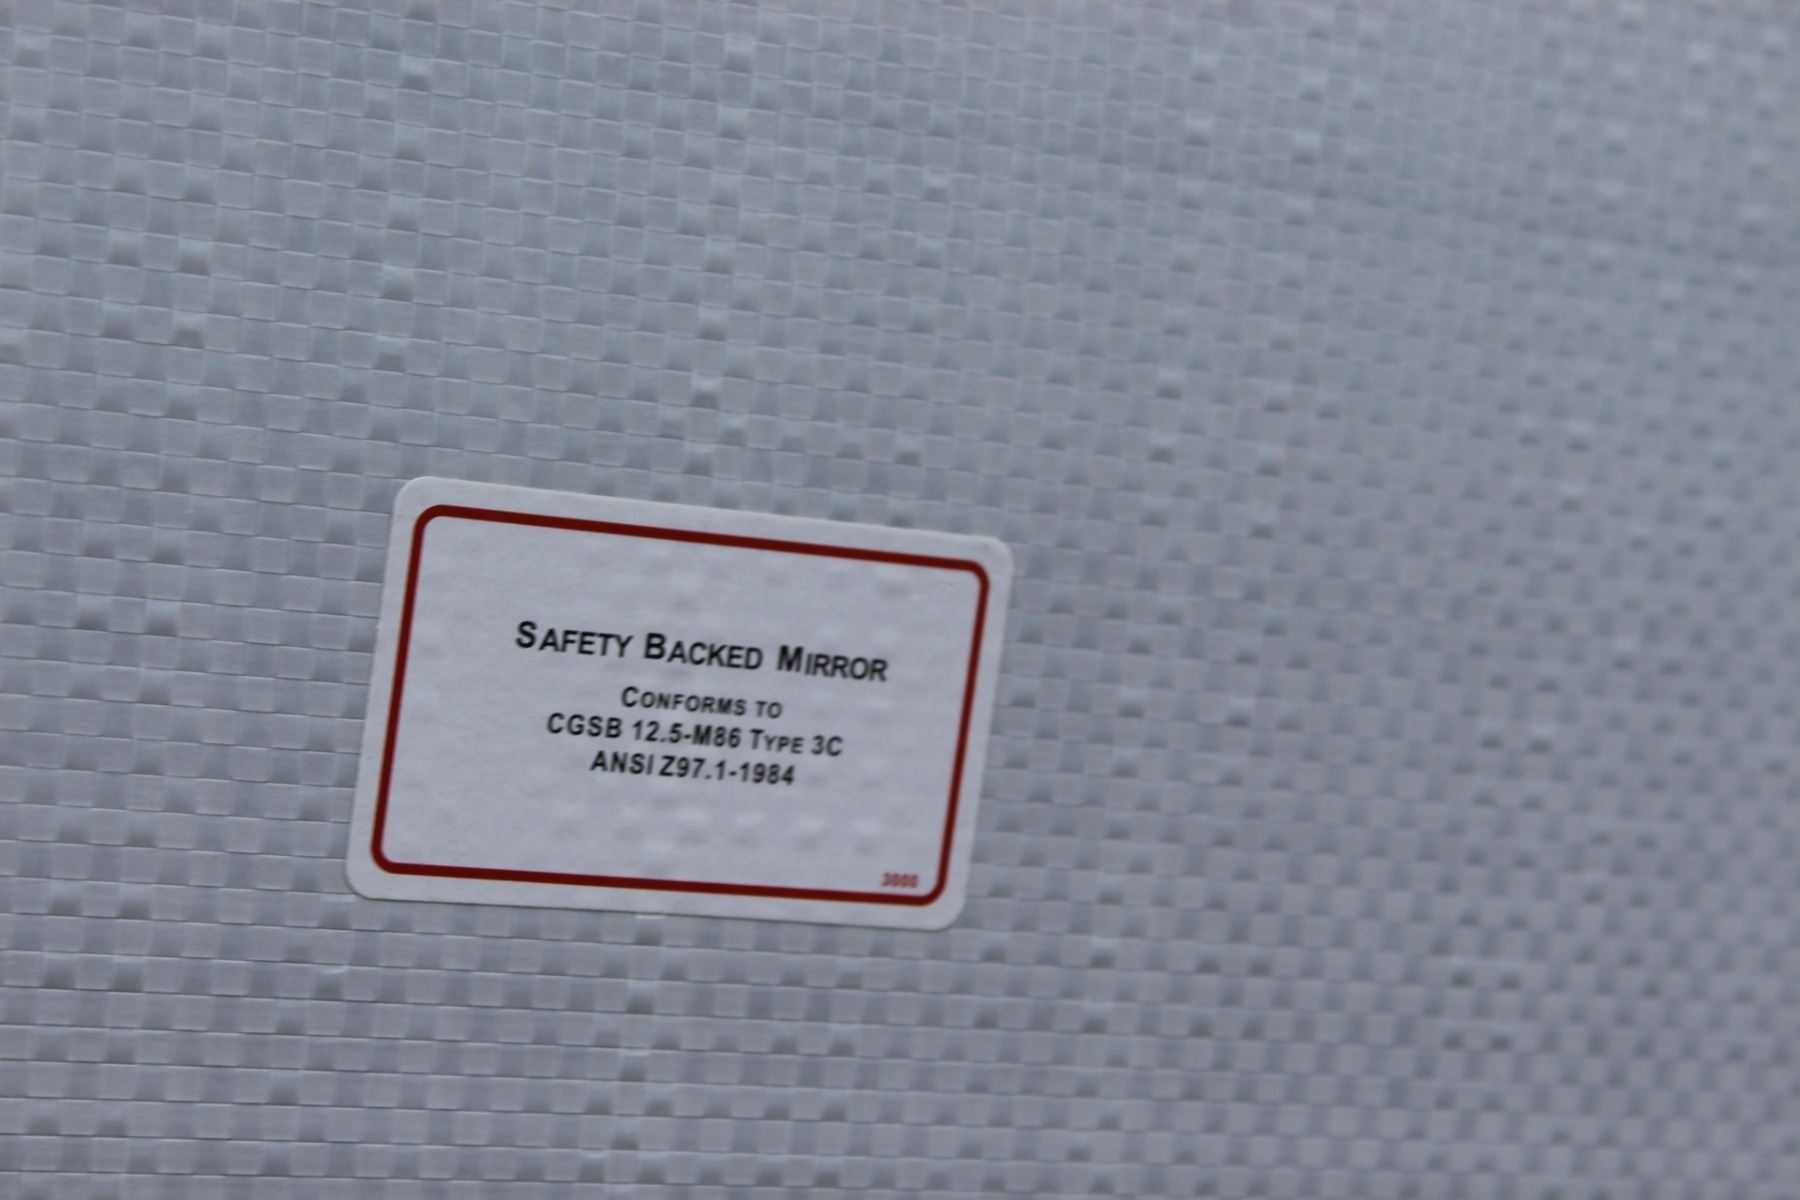 SAFETY BACKED MIRROR
CONFORMS TO
CGSB 12.5-M86 TYPE 3C
ANSI Z97.1-1984
3000